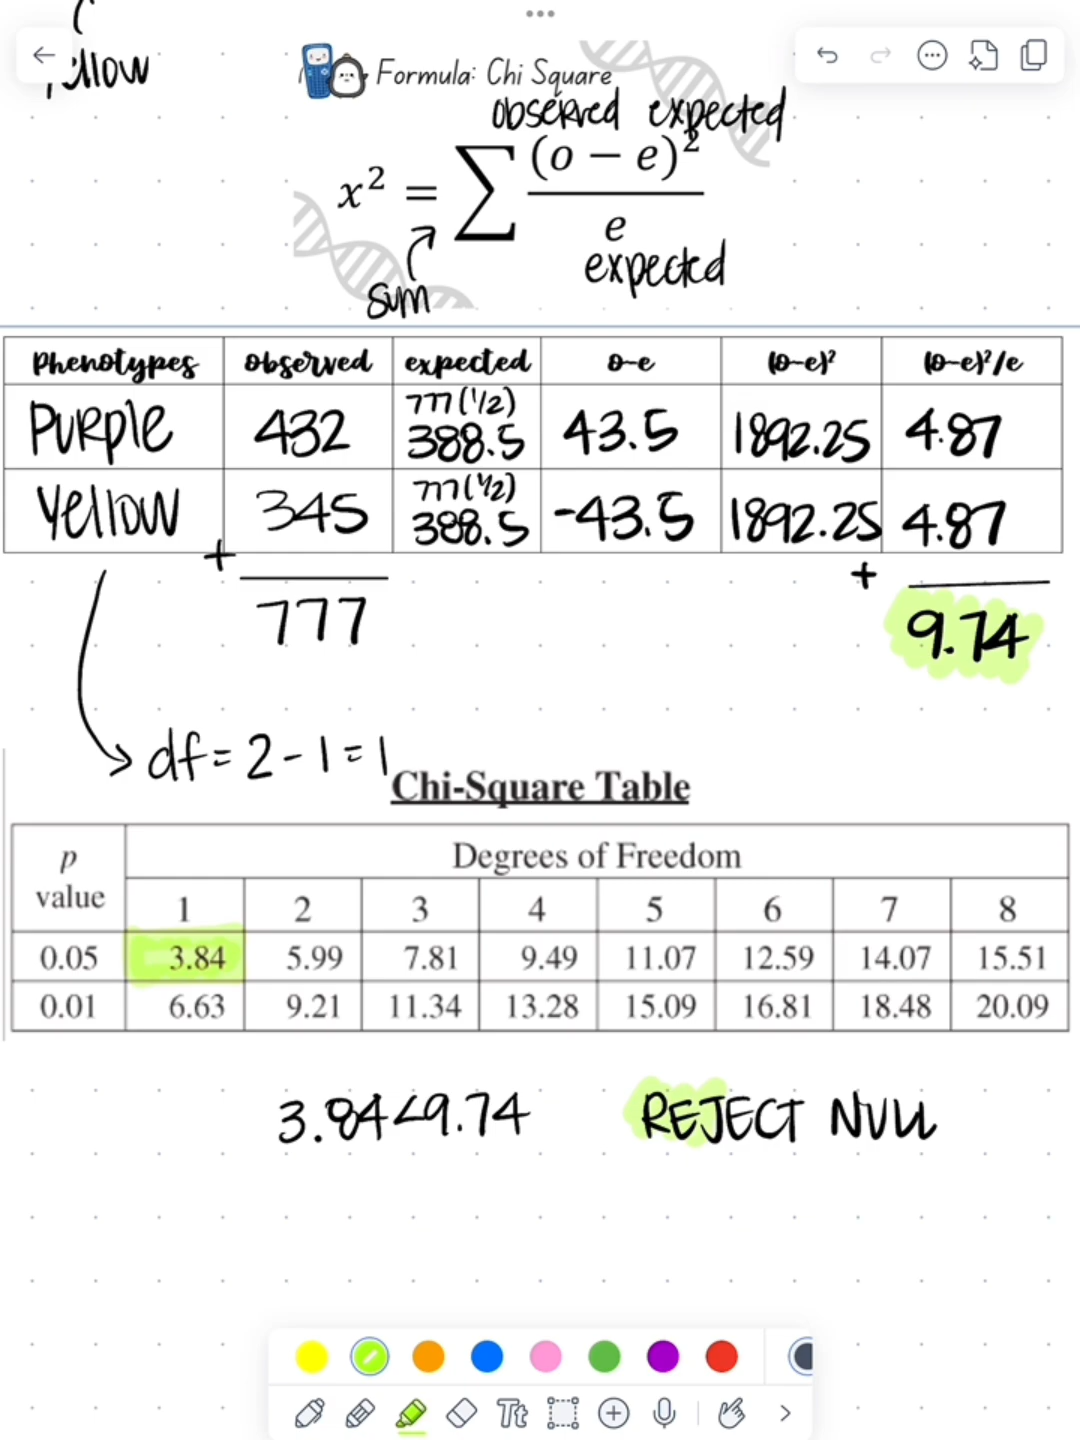 yellow
Formula: Chi Square
observed expected
x² = ∑ (o – e)² / e
sum
expected
Phenotypes observed expected o-e (o-e)² (o-e)²/e
PURPle 432 777(1/2) 388.5 43.5 1892.25 4.87
Yellow 345 777(1/2) 388.5 -43.5 1892.25 4.87
+ +
777 9.74
df = 2 - 1 = 1
Chi-Square Table
p value Degrees of Freedom
1 2 3 4 5 6 7 8
0.05 3.84 5.99 7.81 9.49 11.07 12.59 14.07 15.51
0.01 6.63 9.21 11.34 13.28 15.09 16.81 18.48 20.09
3.84<9.74 REJECT NULL
Tt